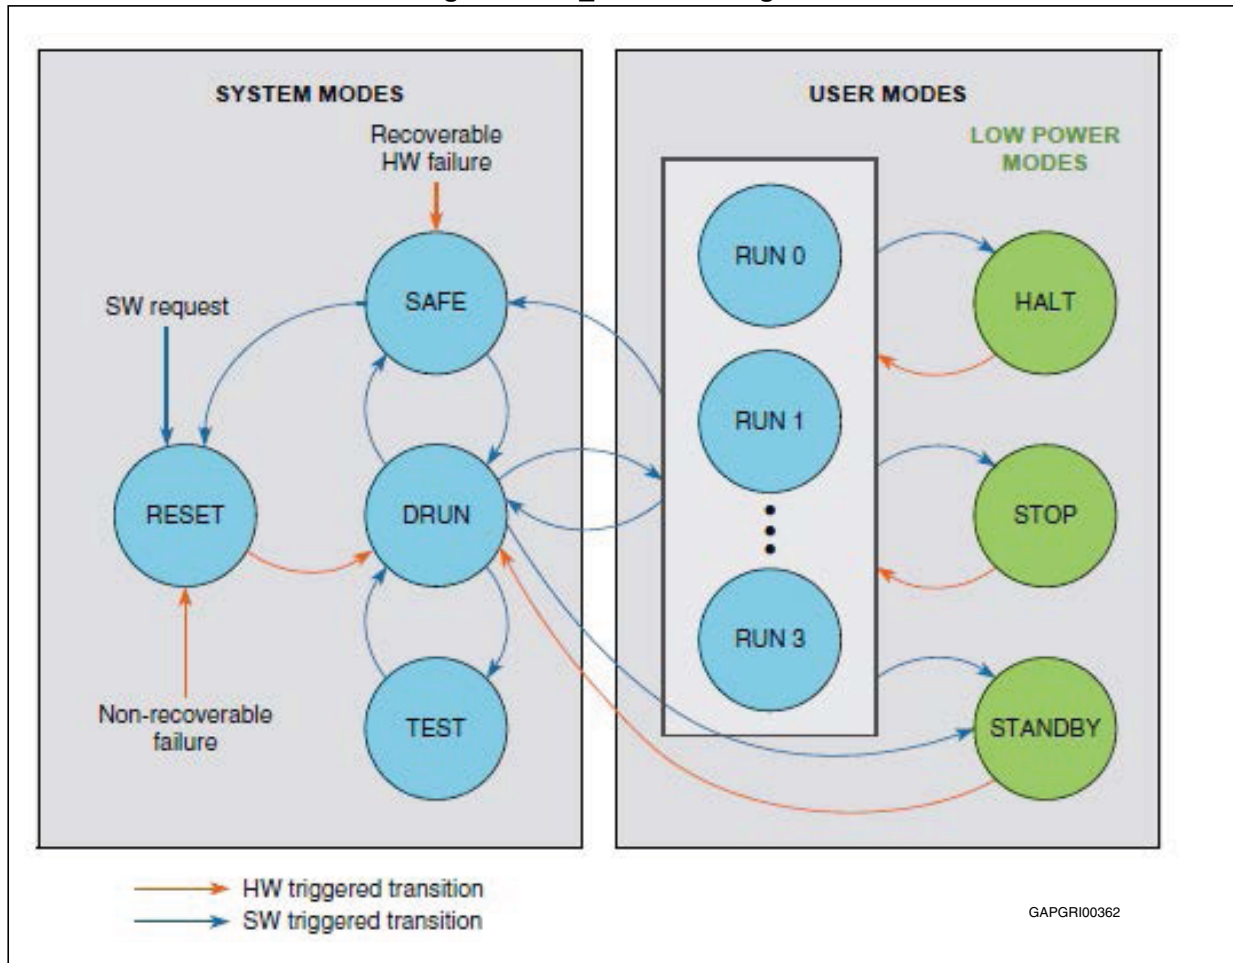 SYSTEM MODES
Recoverable
HW failure
SAFE
SW request
RESET
DRUN
Non-recoverable
failure
TEST
USER MODES
LOW POWER
MODES
RUN 0
HALT
RUN 1
STOP
RUN 3
STANDBY
HW triggered transition
SW triggered transition
GAPGRI00362